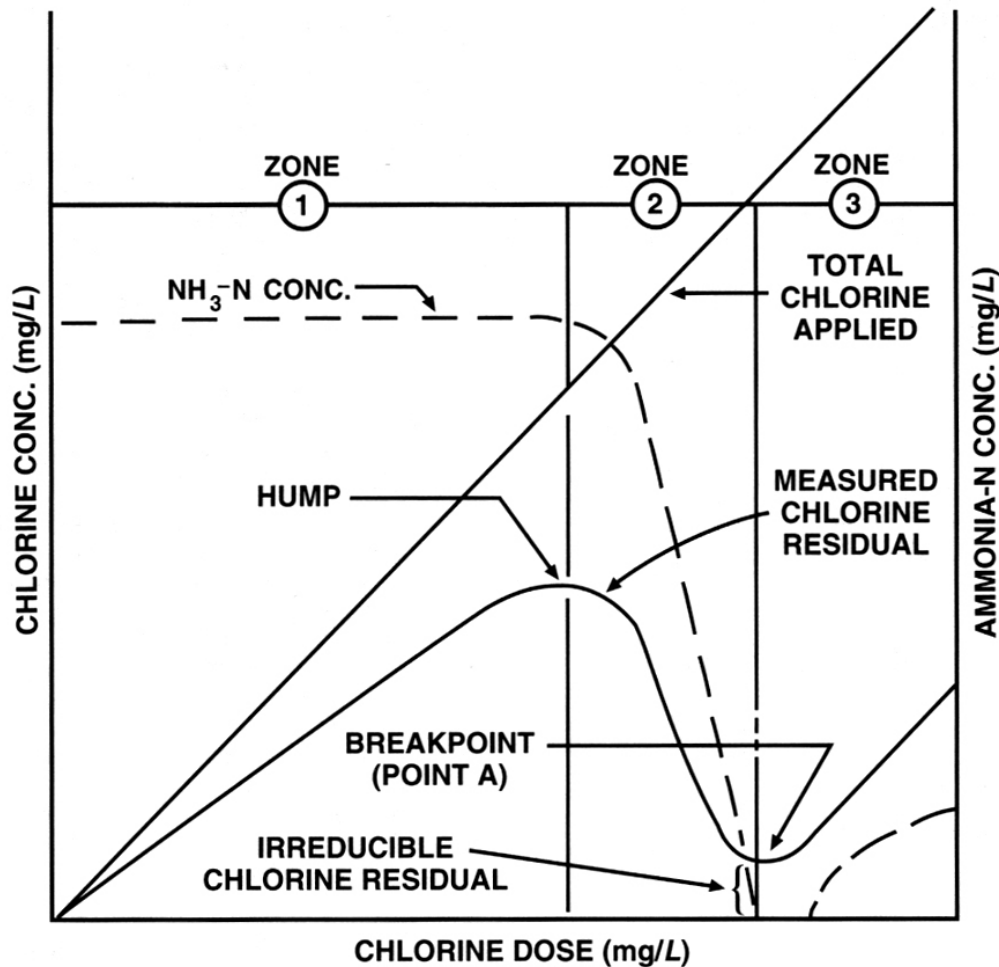 ZONE
1
ZONE
2
ZONE
3
NH₃-N CONC.
TOTAL
CHLORINE
APPLIED
HUMP
MEASURED
CHLORINE
RESIDUAL
BREAKPOINT
(POINT A)
IRREDUCIBLE
CHLORINE RESIDUAL
CHLORINE CONC. (mg/L)
AMMONIA-N CONC. (mg/L)
CHLORINE DOSE (mg/L)